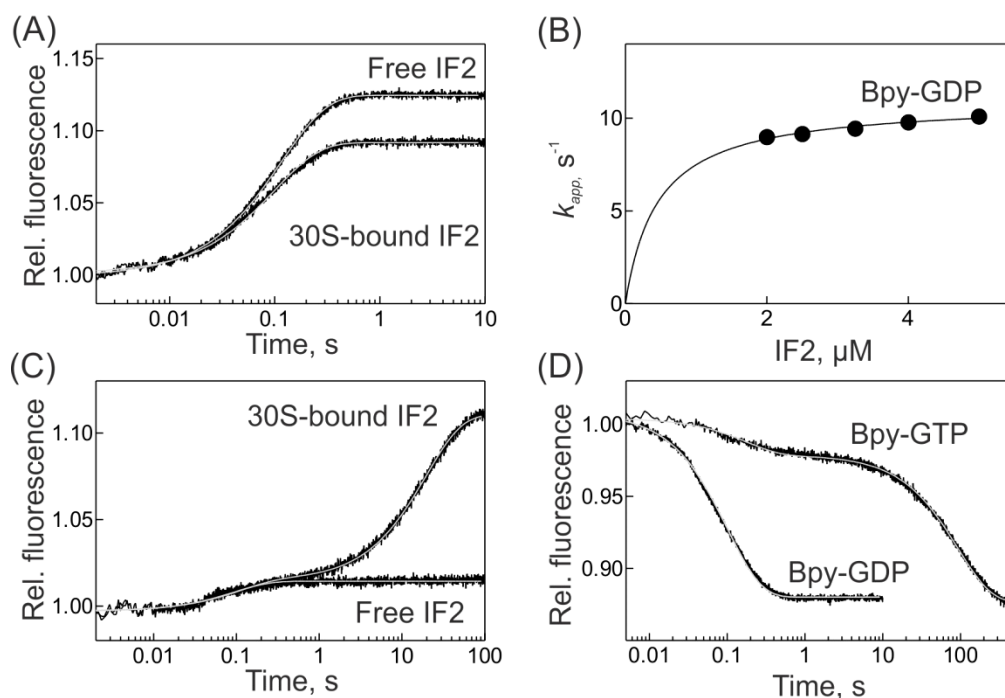 (A)
Rel. fluorescence
1.15
1.10
1.05
1.00
Free IF2
30S-bound IF2
0.01 0.1 1 10
Time, s
(B)
k_app, s⁻¹
10
5
0
Bpy-GDP
0 2 4
IF2, µM
(C)
Rel. fluorescence
1.10
1.05
1.00
30S-bound IF2
Free IF2
0.01 0.1 1 10 100
Time, s
(D)
Rel. fluorescence
1.00
0.95
0.90
Bpy-GTP
Bpy-GDP
0.01 0.1 1 10 100
Time, s